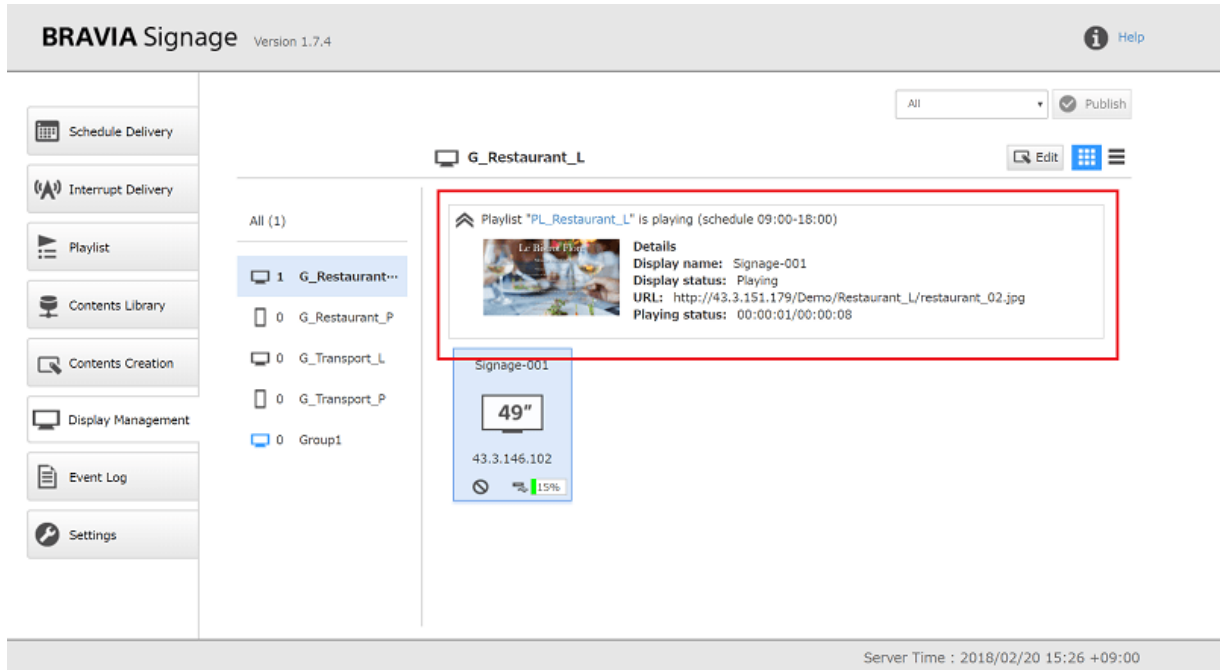 BRAVIA Signage Version 1.7.4
Help
All
Publish
Schedule Delivery
Interrupt Delivery
Playlist
Contents Library
Contents Creation
Display Management
Event Log
Settings
G_Restaurant_L
Edit
All (1)
1 G_Restaurant···
0 G_Restaurant_P
0 G_Transport_L
0 G_Transport_P
0 Group1
Playlist "PL_Restaurant_L" is playing (schedule 09:00-18:00)
Details
Display name: Signage-001
Display status: Playing
URL: http://43.3.151.179/Demo/Restaurant_L/restaurant_02.jpg
Playing status: 00:00:01/00:00:08
Signage-001
49"
43.3.146.102
15%
Server Time : 2018/02/20 15:26 +09:00